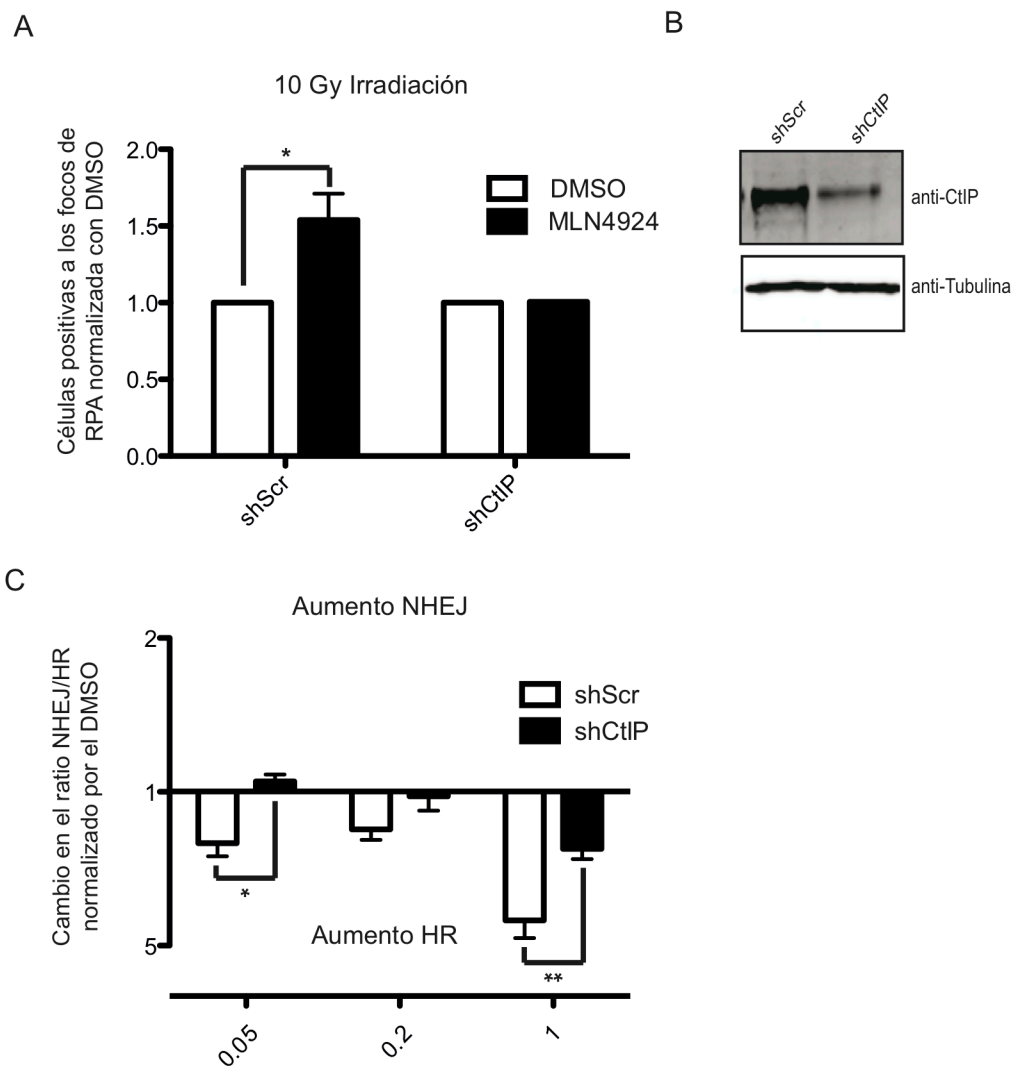 A
10 Gy Irradiación
Células positivas a los focos de
RPA normalizada con DMSO
2.0
1.5
1.0
0.5
0.0
*
DMSO
MLN4924
shScr
shCtIP
B
shScr
shCtIP
anti-CtIP
anti-Tubulina
C
Aumento NHEJ
Cambio en el ratio NHEJ/HR
normalizado por el DMSO
2
1
5
shScr
shCtIP
*
Aumento HR
**
0.05
0.2
1